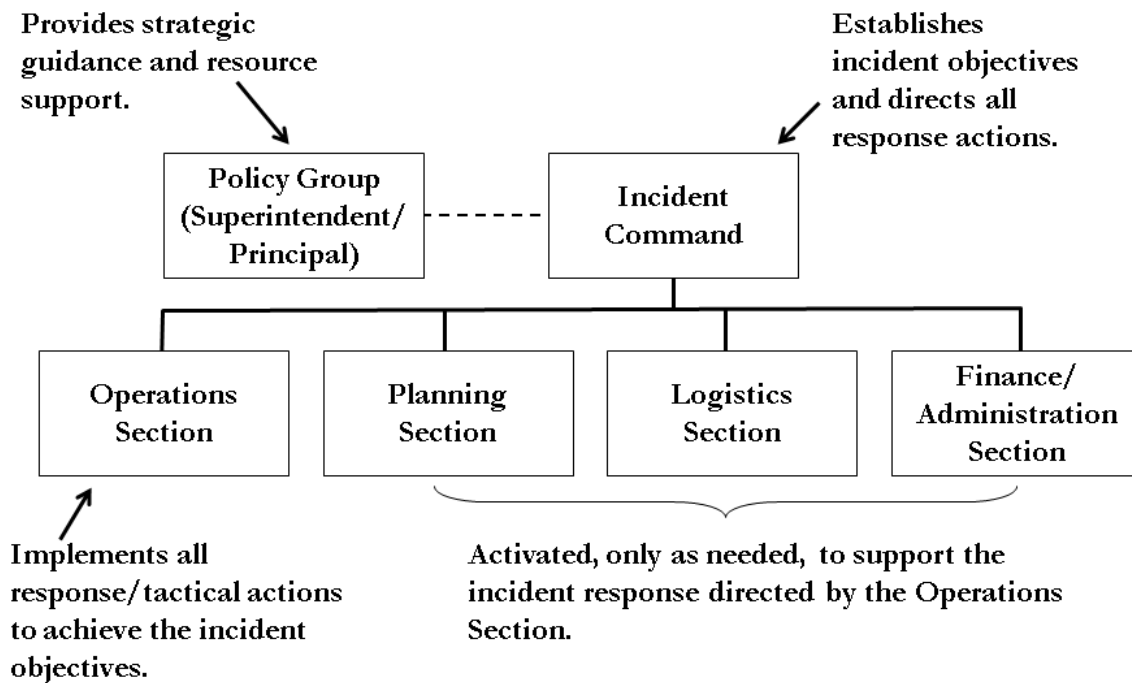 Provides strategic
guidance and resource
support.
Establishes
incident objectives
and directs all
response actions.
Policy Group
(Superintendent/
Principal)
Incident
Command
Operations
Section
Planning
Section
Logistics
Section
Finance/
Administration
Section
Implements all
response/tactical actions
to achieve the incident
objectives.
Activated, only as needed, to support the
incident response directed by the Operations
Section.